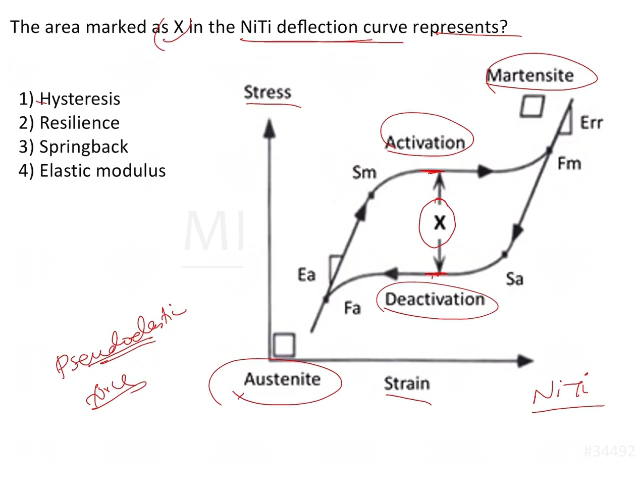 The area marked as X in the NiTi deflection curve represents?
1) Hysteresis
2) Resilience
3) Springback
4) Elastic modulus
Stress
Martensite
Activation
Err
Sm
Fm
X
Ea
Sa
Fa
Deactivation
Pseudoelastic
Austenite
Strain
NiTi
MI
#34492